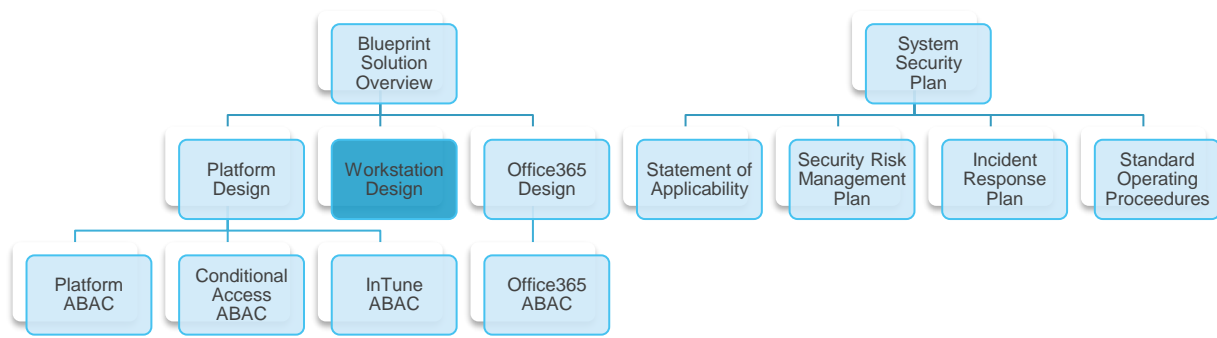 Blueprint
Solution
Overview
System
Security
Plan
Platform
Design
Workstation
Design
Office365
Design
Statement of
Applicability
Security Risk
Management
Plan
Incident
Response
Plan
Standard
Operating
Proceedures
Platform
ABAC
Conditional
Access
ABAC
InTune
ABAC
Office365
ABAC